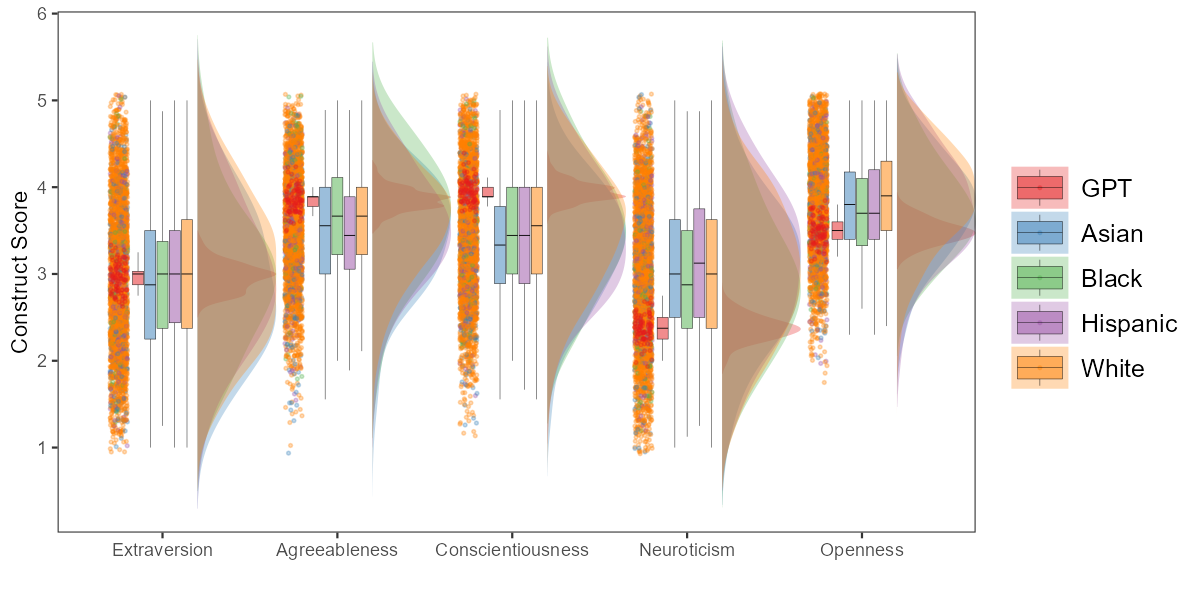 Construct Score
6
5
4
3
2
1
Extraversion
Agreeableness
Conscientiousness
Neuroticism
Openness
GPT
Asian
Black
Hispanic
White